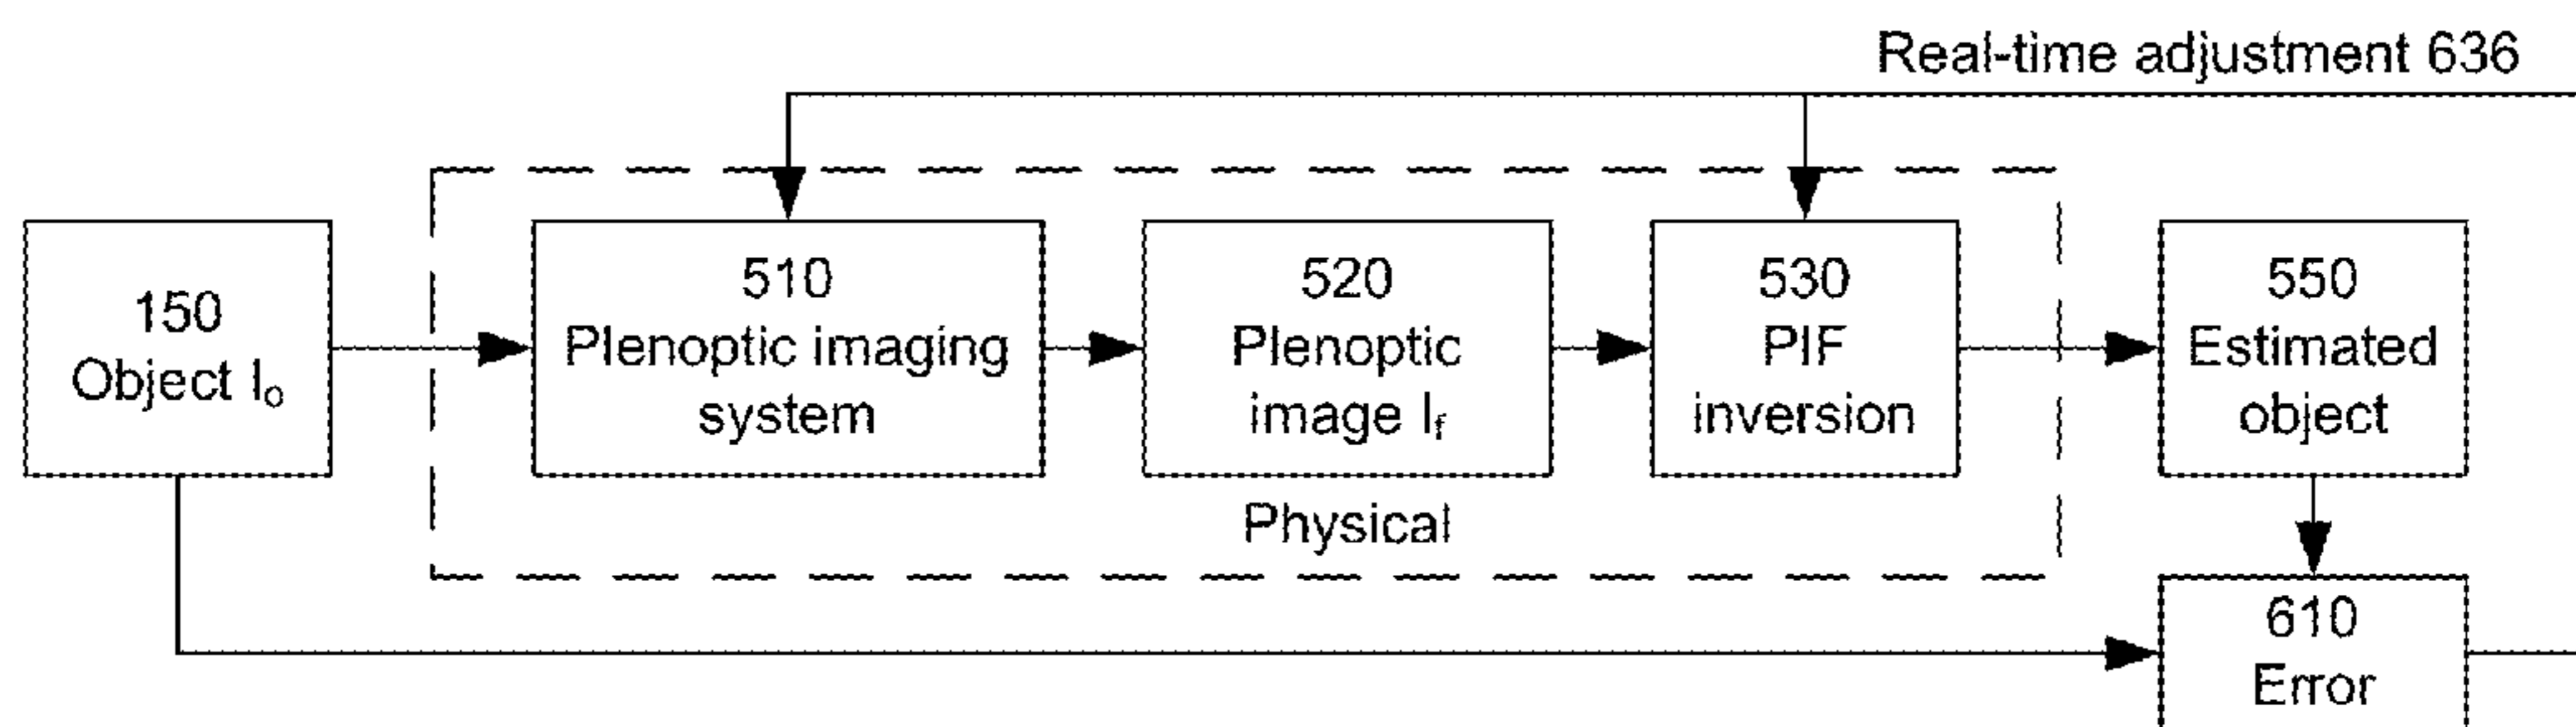 Real-time adjustment 636
150
Object Io
510
Plenoptic imaging
system
520
Plenoptic
image If
530
PIF
inversion
550
Estimated
object
Physical
610
Error